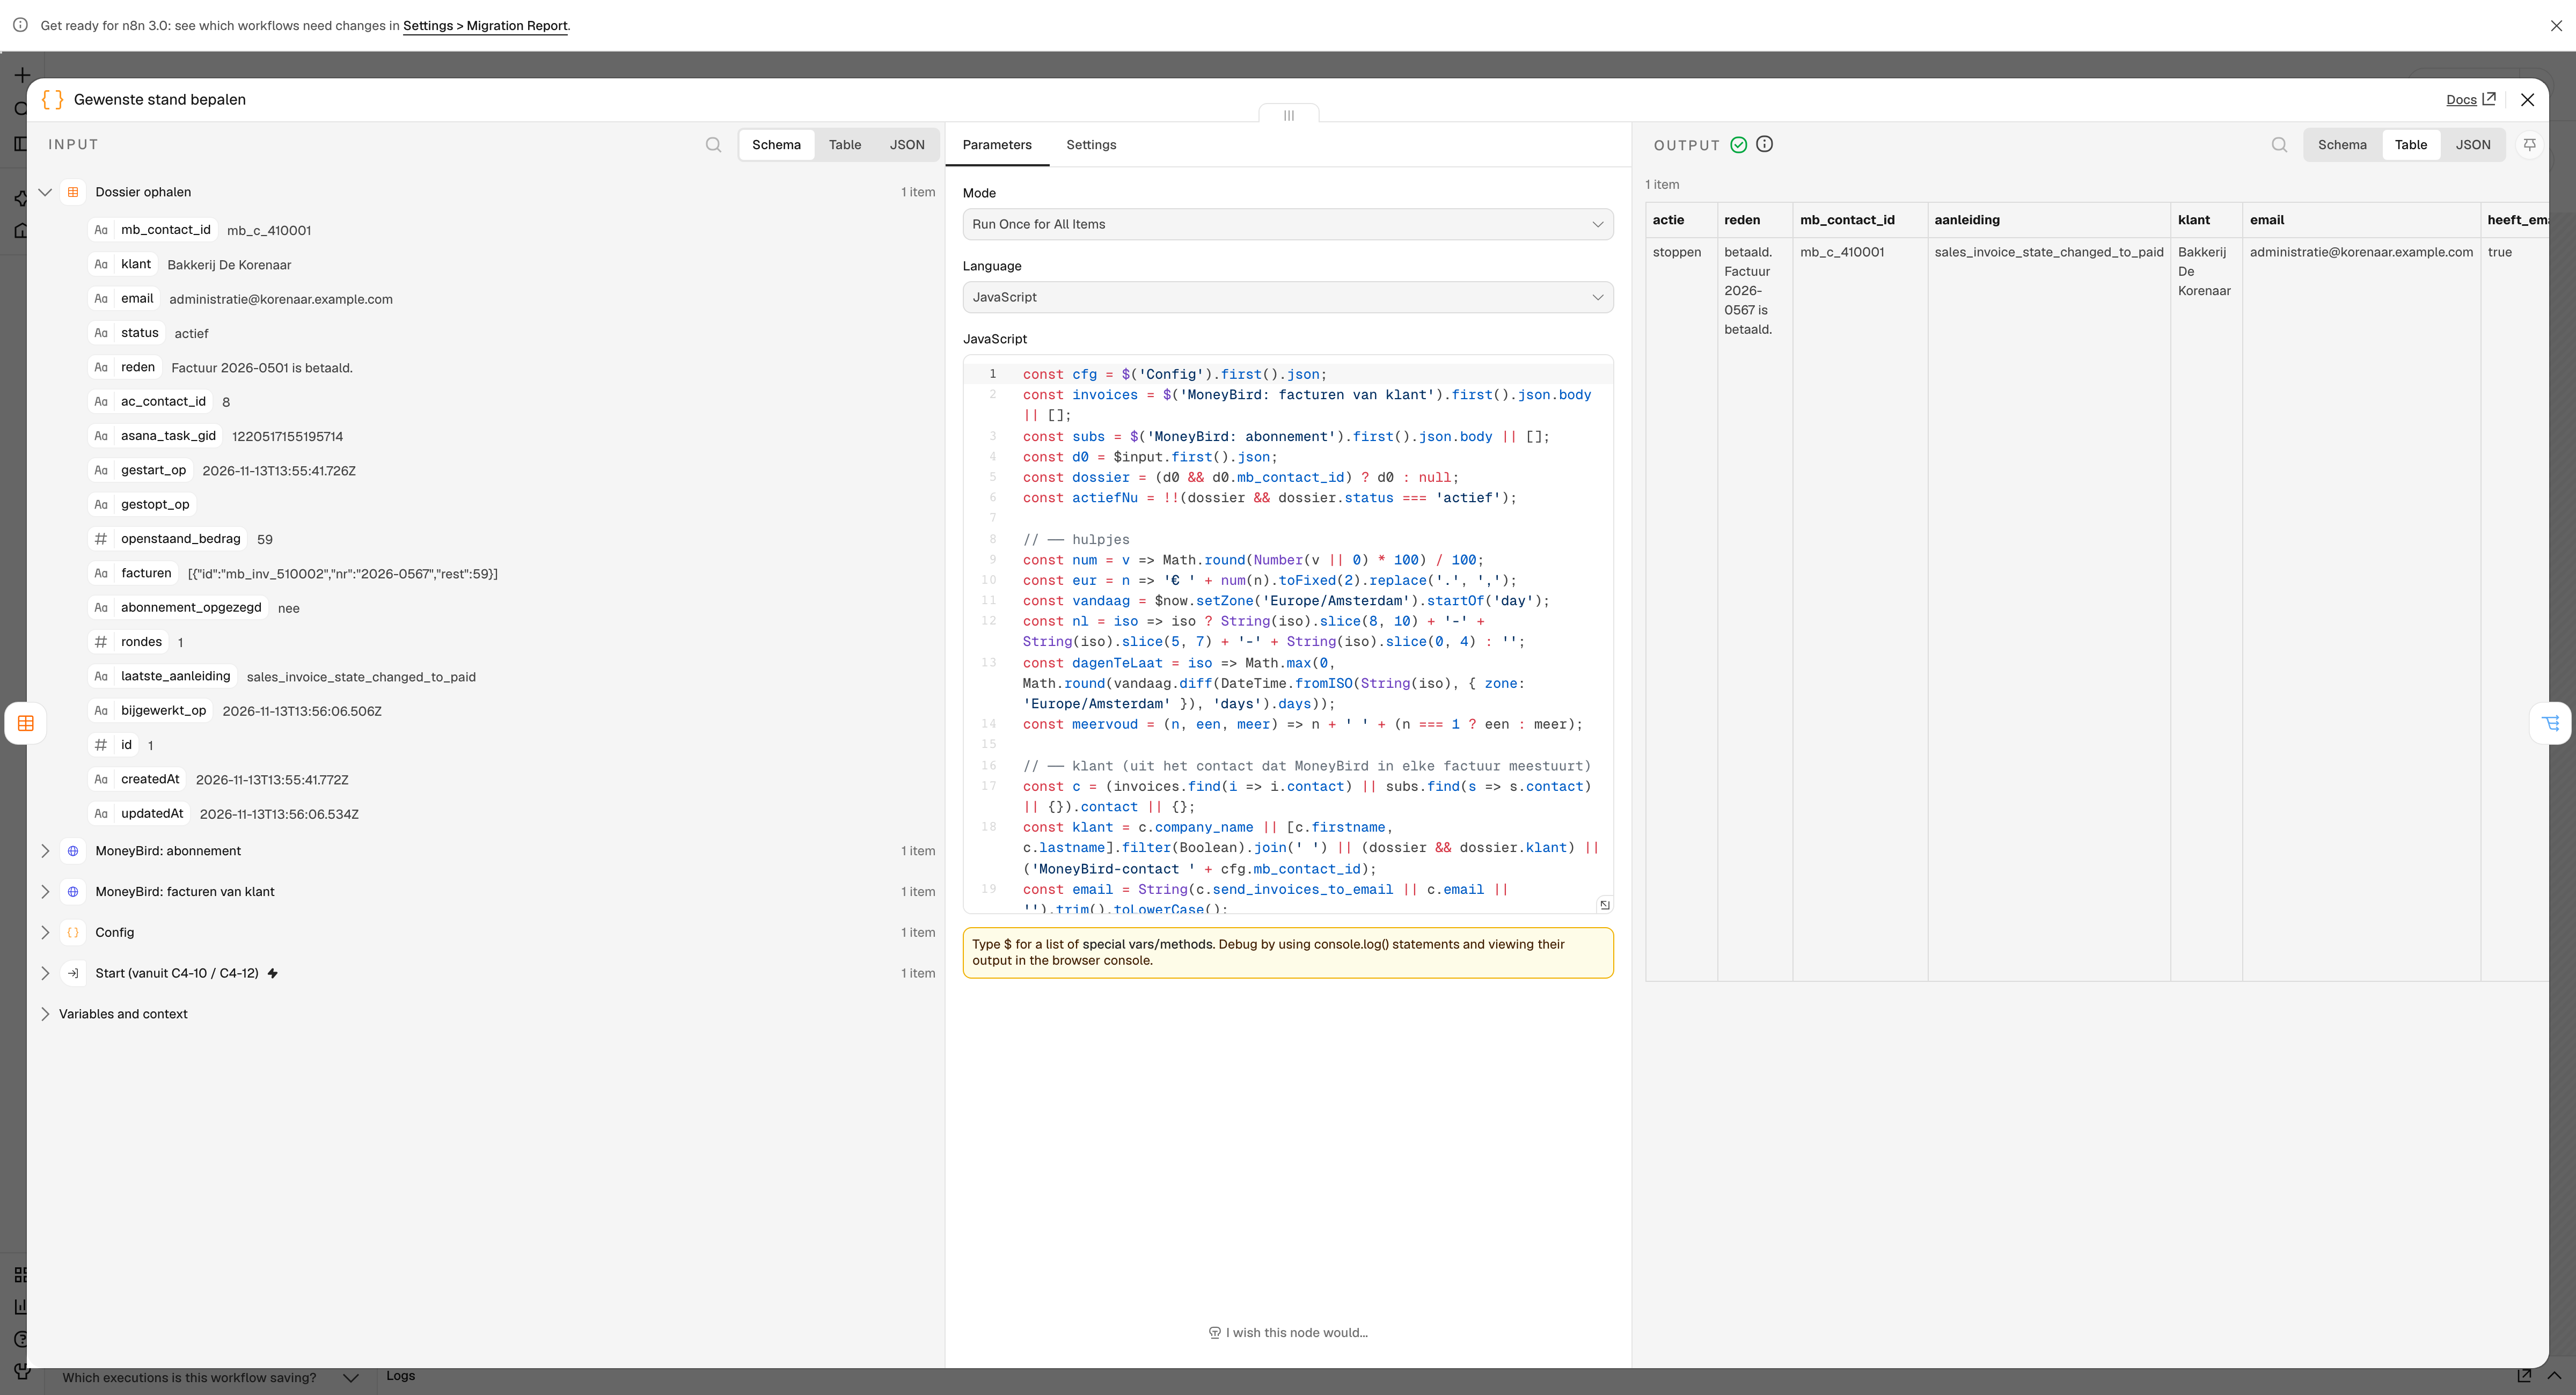 Get ready for n8n 3.0: see which workflows need changes in Settings > Migration Report.
Gewenste stand bepalen
Docs
INPUT
Schema
Table
JSON
Dossier ophalen
1 item
Aa mb_contact_id mb_c_410001
Aa klant Bakkerij De Korenaar
Aa email administratie@korenaar.example.com
Aa status actief
Aa reden Factuur 2026-0501 is betaald.
Aa ac_contact_id 8
Aa asana_task_gid 1220517155195714
Aa gestart_op 2026-11-13T13:55:41.726Z
Aa gestopt_op
# openstaand_bedrag 59
Aa facturen [{"id":"mb_inv_510002","nr":"2026-0567","rest":59}]
Aa abonnement_opgezegd nee
# rondes 1
Aa laatste_aanleiding sales_invoice_state_changed_to_paid
Aa bijgewerkt_op 2026-11-13T13:56:06.506Z
# id 1
Aa createdAt 2026-11-13T13:55:41.772Z
Aa updatedAt 2026-11-13T13:56:06.534Z
MoneyBird: abonnement 1 item
MoneyBird: facturen van klant 1 item
Config 1 item
Start (vanuit C4-10 / C4-12) 1 item
Variables and context
Parameters
Settings
Mode
Run Once for All Items
Language
JavaScript
JavaScript
1 const cfg = $('Config').first().json;
2 const invoices = $('MoneyBird: facturen van klant').first().json.body
|| [];
3 const subs = $('MoneyBird: abonnement').first().json.body || [];
4 const d0 = $input.first().json;
5 const dossier = (d0 && d0.mb_contact_id) ? d0 : null;
6 const actiefNu = !!(dossier && dossier.status === 'actief');
7
8 // — hulpjes
9 const num = v => Math.round(Number(v || 0) * 100) / 100;
10 const eur = n => '€ ' + num(n).toFixed(2).replace('.', ',');
11 const vandaag = $now.setZone('Europe/Amsterdam').startOf('day');
12 const nl = iso => iso ? String(iso).slice(8, 10) + '-' +
String(iso).slice(5, 7) + '-' + String(iso).slice(0, 4) : '';
13 const dagenTeLaat = iso => Math.max(0,
Math.round(vandaag.diff(DateTime.fromISO(String(iso), { zone:
'Europe/Amsterdam' }), 'days').days));
14 const meervoud = (n, een, meer) => n + ' ' + (n === 1 ? een : meer);
15
16 // — klant (uit het contact dat MoneyBird in elke factuur meestuurt)
17 const c = (invoices.find(i => i.contact) || subs.find(s => s.contact)
|| {}).contact || {};
18 const klant = c.company_name || [c.firstname,
c.lastname].filter(Boolean).join(' ') || (dossier && dossier.klant) ||
('MoneyBird-contact ' + cfg.mb_contact_id);
19 const email = String(c.send_invoices_to_email || c.email ||
'').trim().toLowerCase();
Type $ for a list of special vars/methods. Debug by using console.log() statements and viewing their
output in the browser console.
I wish this node would...
OUTPUT
Schema
Table
JSON
1 item
actie reden mb_contact_id aanleiding klant email heeft_em
stoppen betaald. mb_c_410001 sales_invoice_state_changed_to_paid Bakkerij administratie@korenaar.example.com true
Factuur De
2026- Korenaar
0567 is
betaald.
Which executions is this workflow saving?
Logs